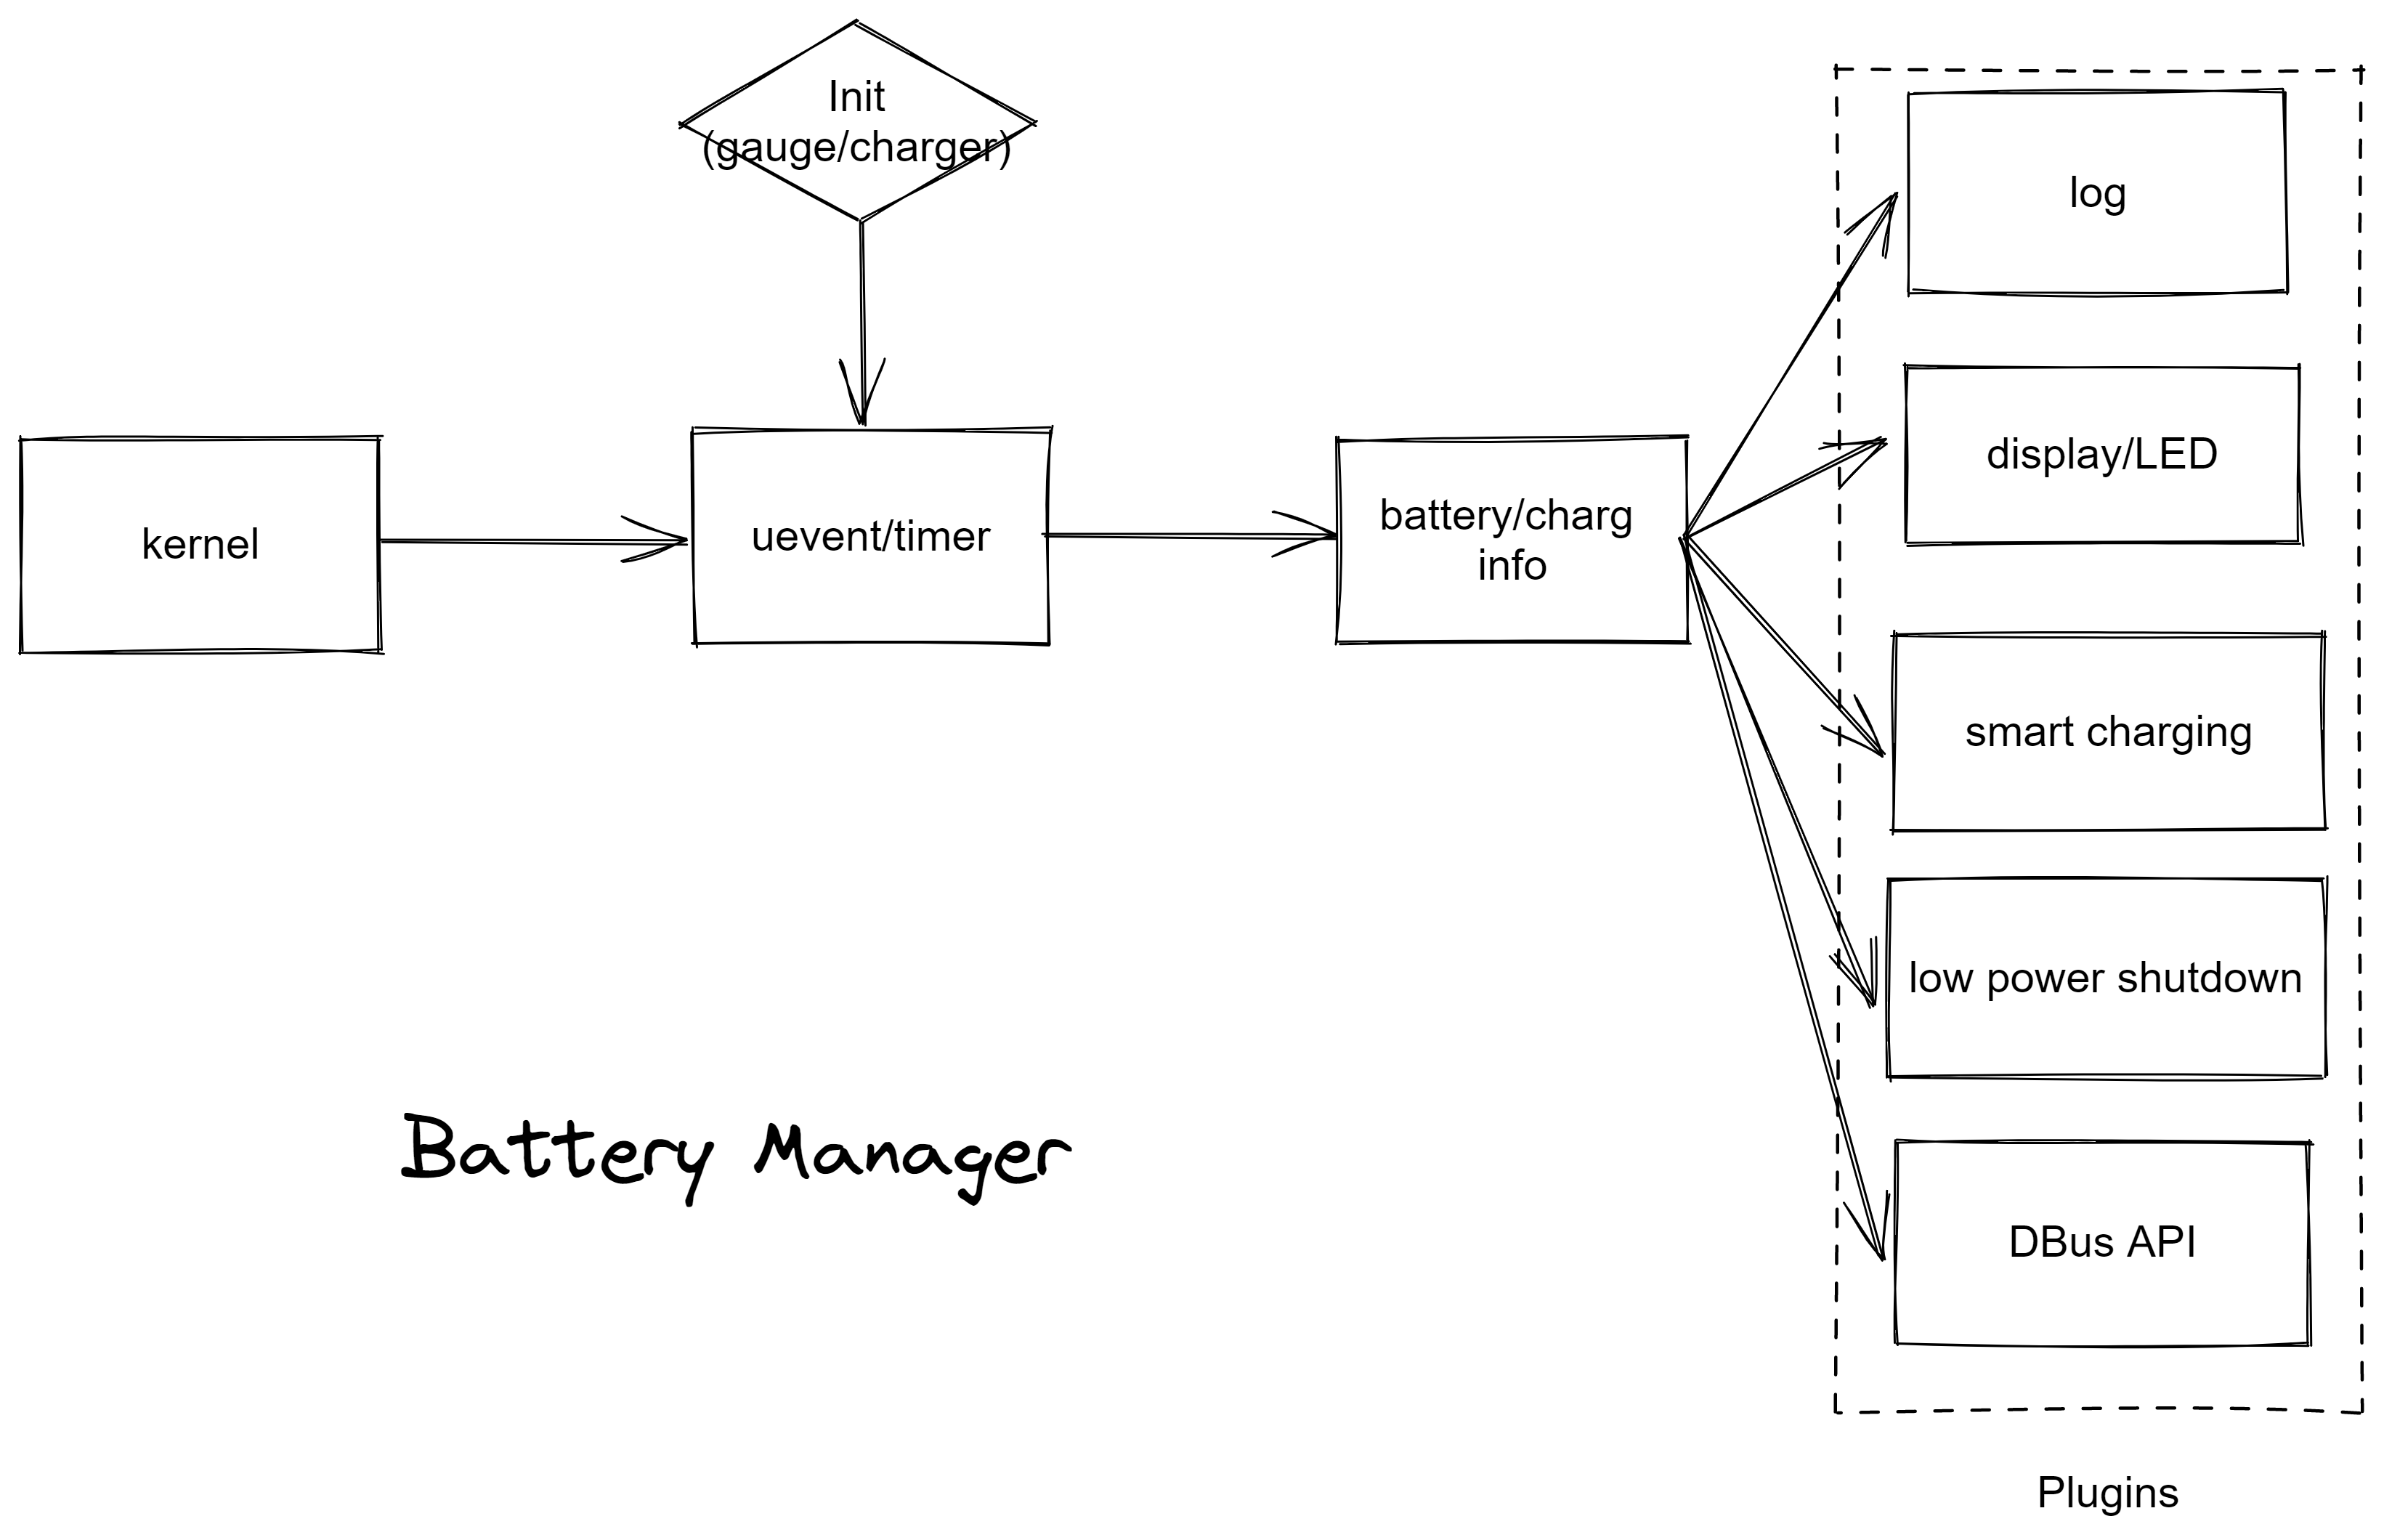 Init
(gauge/charger)
log
display/LED
kernel
uevent/timer
battery/charg
info
smart charging
low power shutdown
Battery Manager
DBus API
Plugins